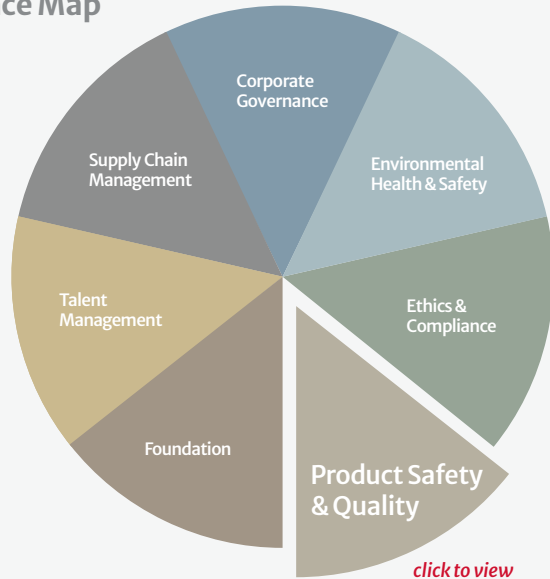 ce Map
Corporate
Governance
Supply Chain
Management
Environmental
Health & Safety
Talent
Management
Ethics &
Compliance
Foundation
Product Safety
& Quality
click to view